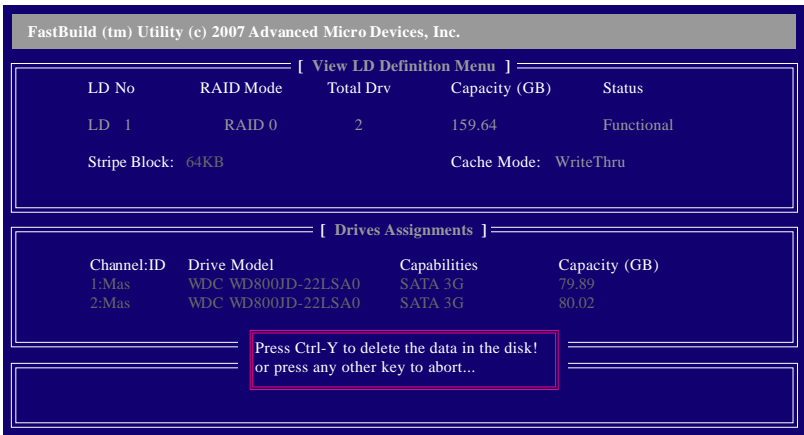 FastBuild (tm) Utility (c) 2007 Advanced Micro Devices, Inc.
[ View LD Definition Menu ]
LD No RAID Mode Total Drv Capacity (GB) Status
LD 1 RAID 0 2 159.64 Functional
Stripe Block: 64KB Cache Mode: WriteThru
[ Drives Assignments ]
Channel:ID Drive Model Capabilities Capacity (GB)
1:Mas WDC WD800JD-22LSA0 SATA 3G 79.89
2:Mas WDC WD800JD-22LSA0 SATA 3G 80.02
Press Ctrl-Y to delete the data in the disk!
or press any other key to abort...